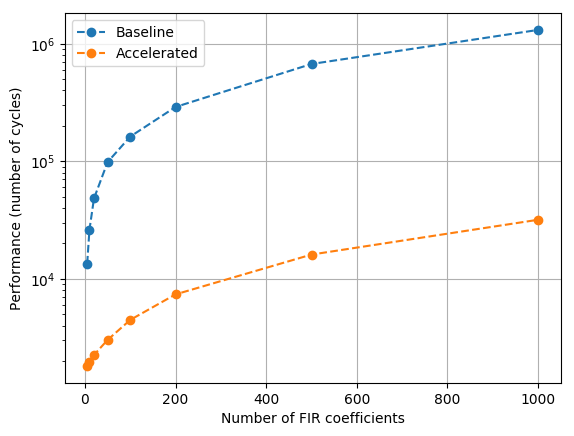 Baseline
Accelerated
10⁶
10⁵
10⁴
Performance (number of cycles)
0 200 400 600 800 1000
Number of FIR coefficients